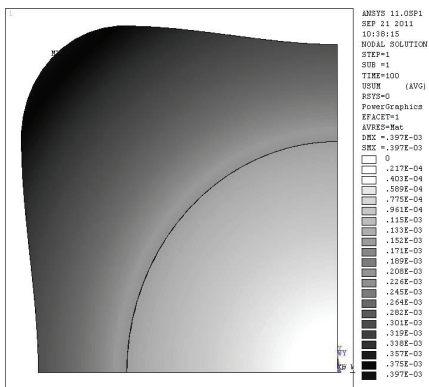 1
ANSYS 11.0SP1
SEP 21 2011
10:38:15
NODAL SOLUTION
STEP=1
SUB =1
TIME=100
USUM (AVG)
RSYS=0
PowerGraphics
EFACET=1
AVRES=Mat
DMX =.397E-03
SMX =.397E-03
0
.217E-04
.403E-04
.589E-04
.775E-04
.961E-04
.115E-03
.133E-03
.152E-03
.171E-03
.189E-03
.208E-03
.226E-03
.245E-03
.264E-03
.282E-03
.301E-03
.319E-03
.338E-03
.357E-03
.375E-03
.397E-03